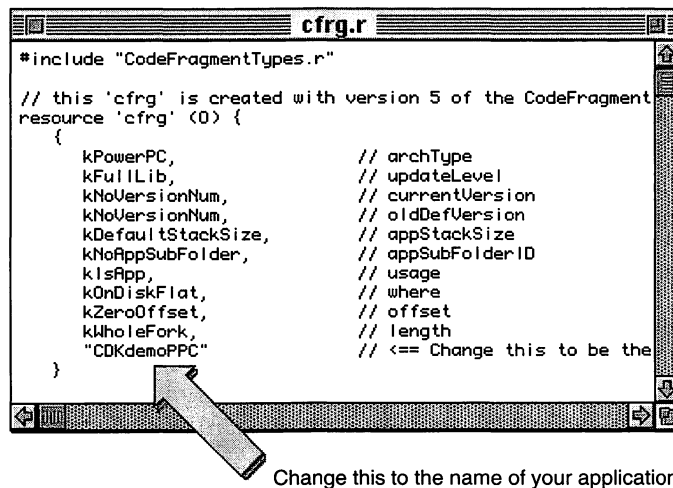 cfrg.r
#include "CodeFragmentTypes.r"
// this 'cfrg' is created with version 5 of the CodeFragment
resource 'cfrg' (0) {
{
kPowerPC, // archType
kFullLib, // updateLevel
kNoVersionNum, // currentVersion
kNoVersionNum, // oldDefVersion
kDefaultStackSize, // appStackSize
kNoAppSubFolder, // appSubFolderID
kIsApp, // usage
kOnDiskFlat, // where
kZeroOffset, // offset
kWholeFork, // length
"CDKdemoPPC" // <== Change this to be the
}
Change this to the name of your application